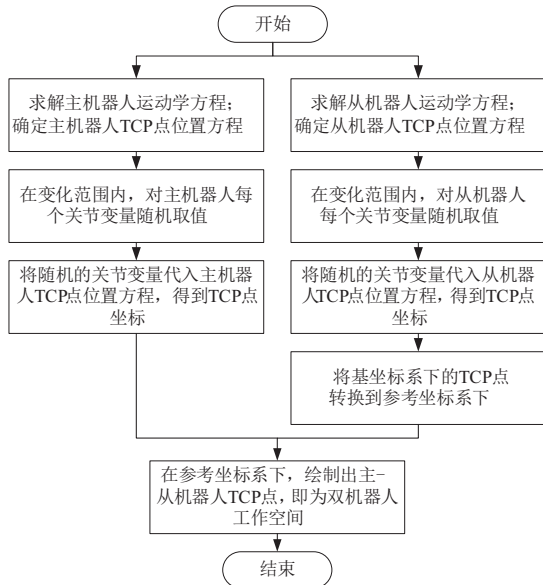 开始
求解主机器人运动学方程;
确定主机器人TCP点位置方程
求解从机器人运动学方程;
确定从机器人TCP点位置方程
在变化范围内,对主机器人每
个关节变量随机取值
在变化范围内,对从机器人
每个关节变量随机取值
将随机的关节变量代入主机器
人TCP点位置方程,得到TCP点
坐标
将随机的关节变量代入从机器
人TCP点位置方程,得到TCP点
坐标
将基坐标系下的TCP点
转换到参考坐标系下
在参考坐标系下,绘制出主-
从机器人TCP点,即为双机器人
工作空间
结束